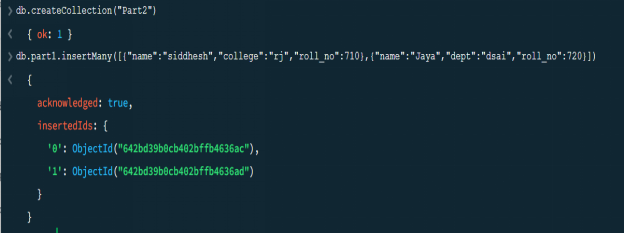 > db.createCollection("Part2")
< { ok: 1 }
> db.part1.insertMany([{"name":"siddhesh","college":"rj","roll_no":710},{"name":"Jaya","dept":"dsai","roll_no":720}])
< {
acknowledged: true,
insertedIds: {
'0': ObjectId("642bd39b0cb402bffb4636ac"),
'1': ObjectId("642bd39b0cb402bffb4636ad")
}
}